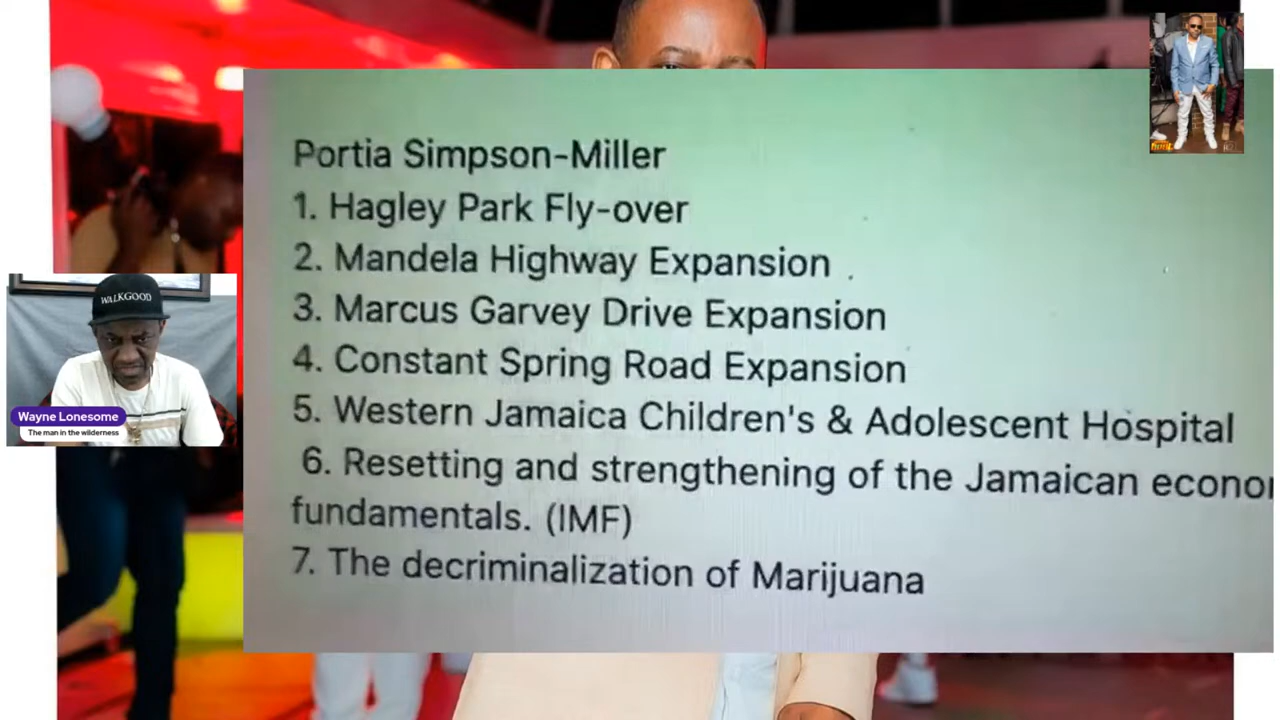 Portia Simpson-Miller
1. Hagley Park Fly-over
2. Mandela Highway Expansion
3. Marcus Garvey Drive Expansion
4. Constant Spring Road Expansion
5. Western Jamaica Children's & Adolescent Hospital
6. Resetting and strengthening of the Jamaican econo
fundamentals. (IMF)
7. The decriminalization of Marijuana
WALKGOOD
Wayne Lonesome
The man in the wilderness